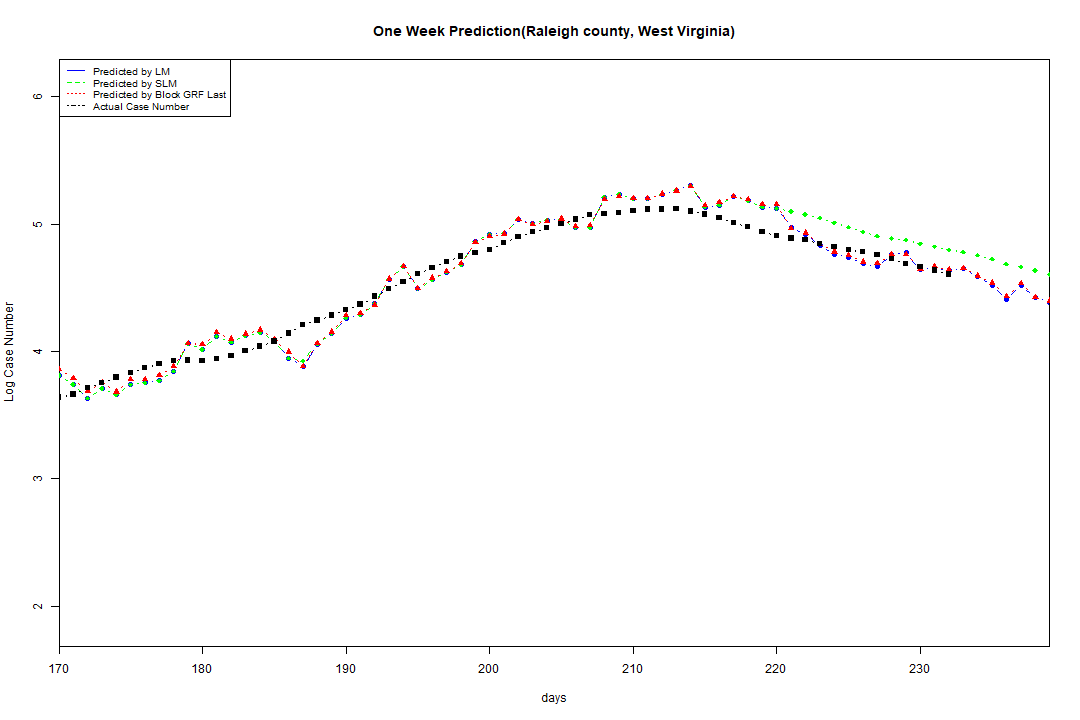 One Week Prediction(Raleigh county, West Virginia)
Predicted by LM
Predicted by SLM
Predicted by Block GRF Last
Actual Case Number
6
5
4
3
2
Log Case Number
170 180 190 200 210 220 230
days